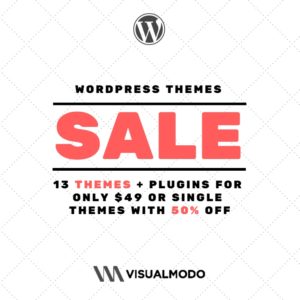 WORDPRESS THEMES
SALE
13 THEMES + PLUGINS FOR
ONLY $49 OR SINGLE
THEMES WITH 50% OFF
VISUALMODO